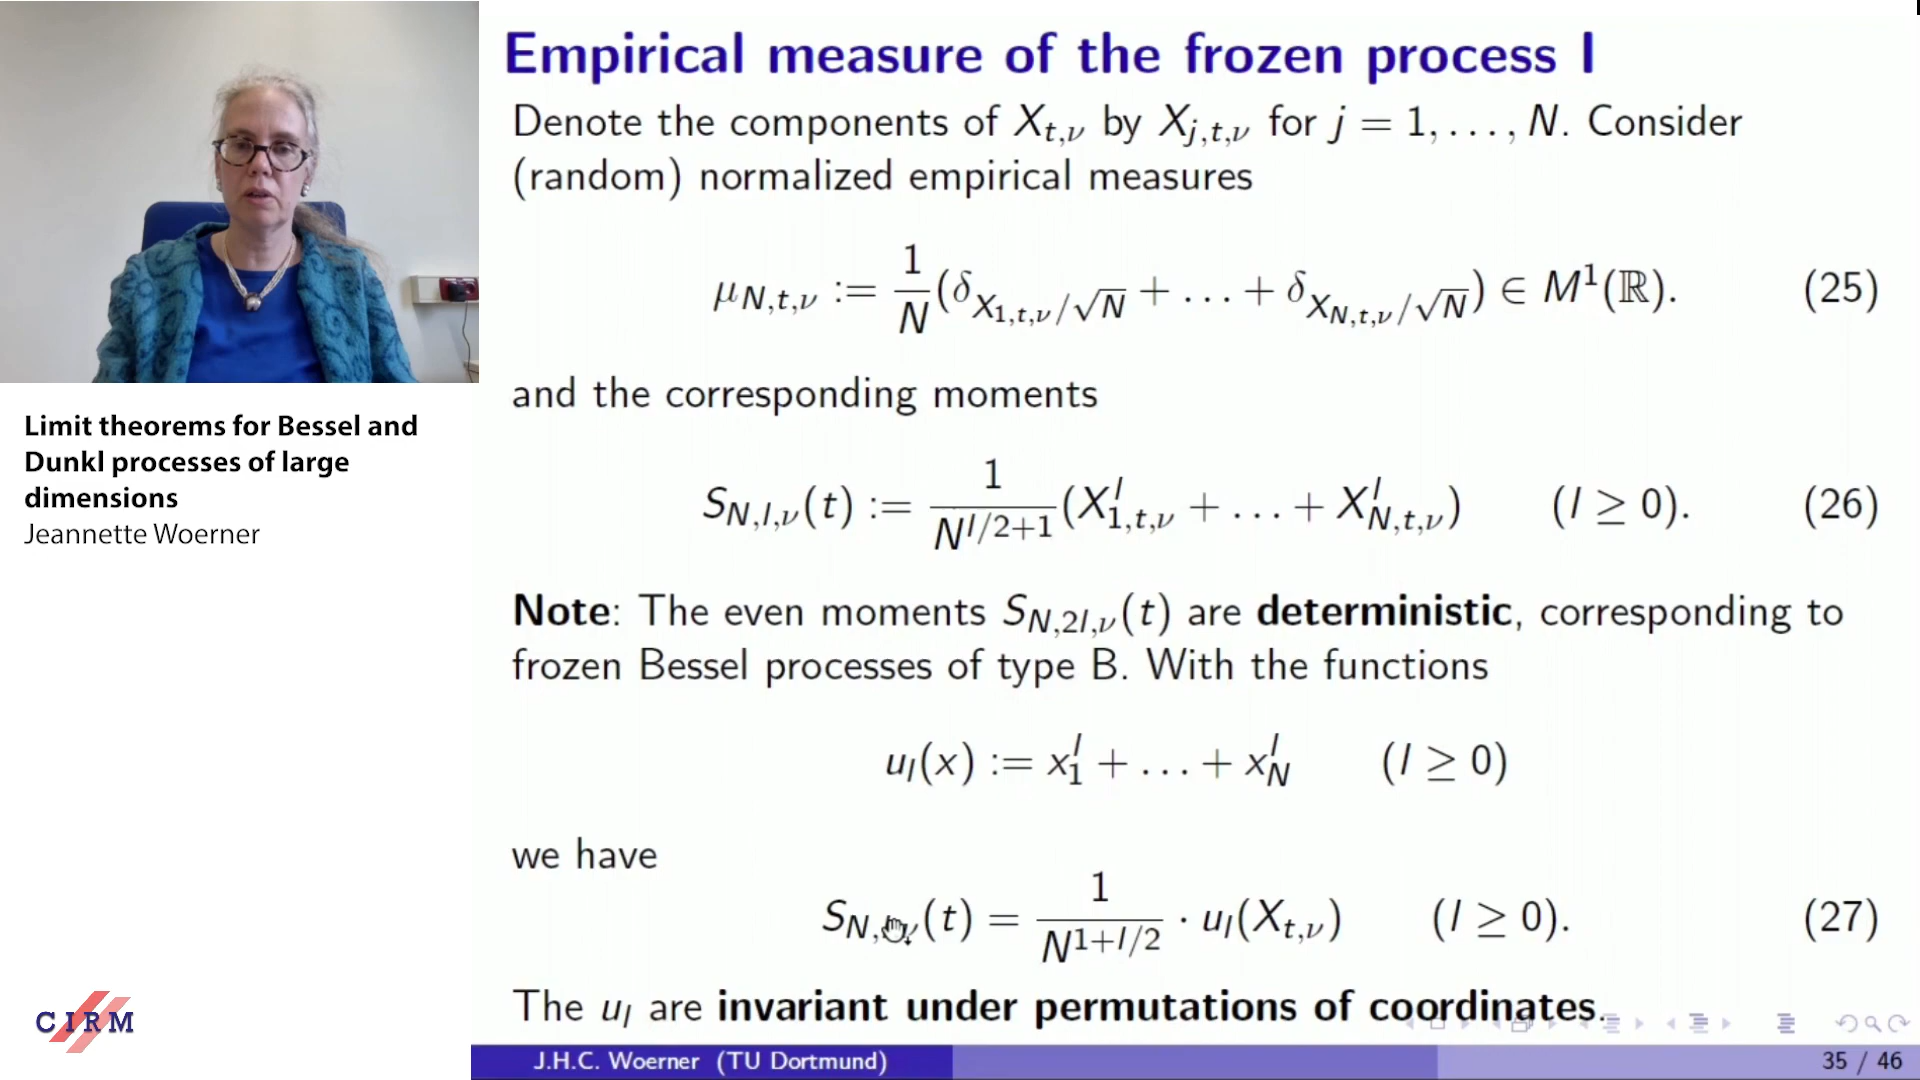 Empirical measure of the frozen process I
Denote the components of X_{t,ν} by X_{j,t,ν} for j = 1, . . . , N. Consider
(random) normalized empirical measures
μ_{N,t,ν} := 1/N (δ_{X_{1,t,ν}/√N} + . . . + δ_{X_{N,t,ν}/√N}) ∈ M¹(ℝ). (25)
and the corresponding moments
S_{N,l,ν}(t) := 1/N^{l/2+1} (X^l_{1,t,ν} + . . . + X^l_{N,t,ν}) (l ≥ 0). (26)
Note: The even moments S_{N,2l,ν}(t) are deterministic, corresponding to
frozen Bessel processes of type B. With the functions
u_l(x) := x^l_1 + . . . + x^l_N (l ≥ 0)
we have
S_{N, ν}(t) = 1/N^{1+l/2} · u_l(X_{t,ν}) (l ≥ 0). (27)
The u_l are invariant under permutations of coordinates.
J.H.C. Woerner (TU Dortmund)
35 / 46
Limit theorems for Bessel and
Dunkl processes of large
dimensions
Jeannette Woerner
CIRM